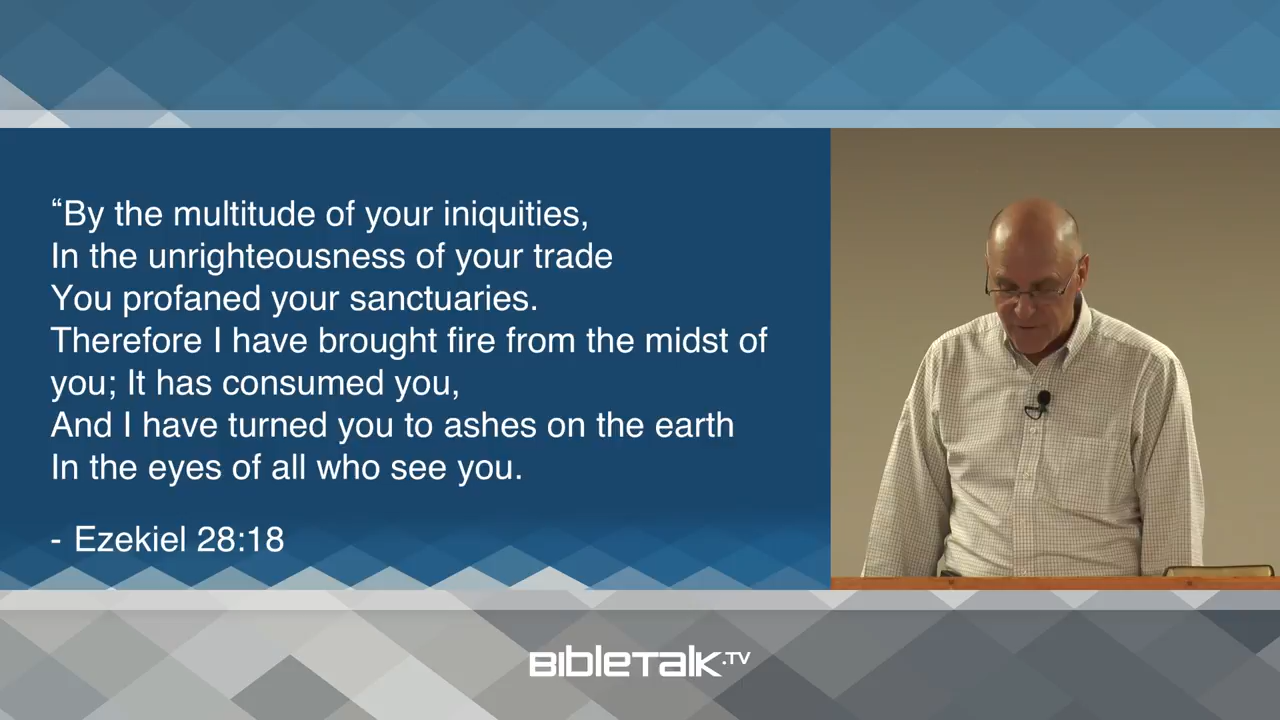 “By the multitude of your iniquities,
In the unrighteousness of your trade
You profaned your sanctuaries.
Therefore I have brought fire from the midst of
you; It has consumed you,
And I have turned you to ashes on the earth
In the eyes of all who see you.
- Ezekiel 28:18
BibleTalk.TV